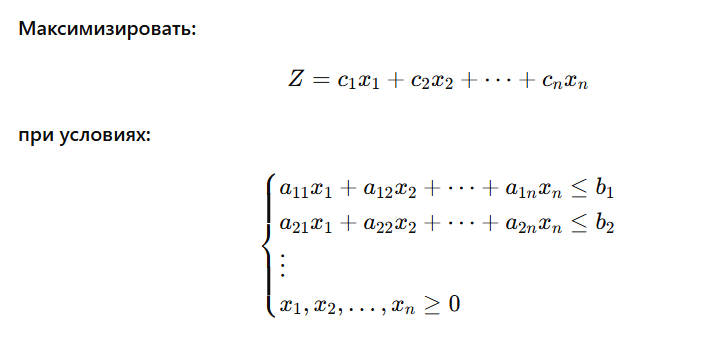 Максимизировать:
Z = c₁x₁ + c₂x₂ + ⋯ + cₙxₙ
при условиях:
a₁₁x₁ + a₁₂x₂ + ⋯ + a₁ₙxₙ ≤ b₁
a₂₁x₁ + a₂₂x₂ + ⋯ + a₂ₙxₙ ≤ b₂
⋮
x₁, x₂, …, xₙ ≥ 0